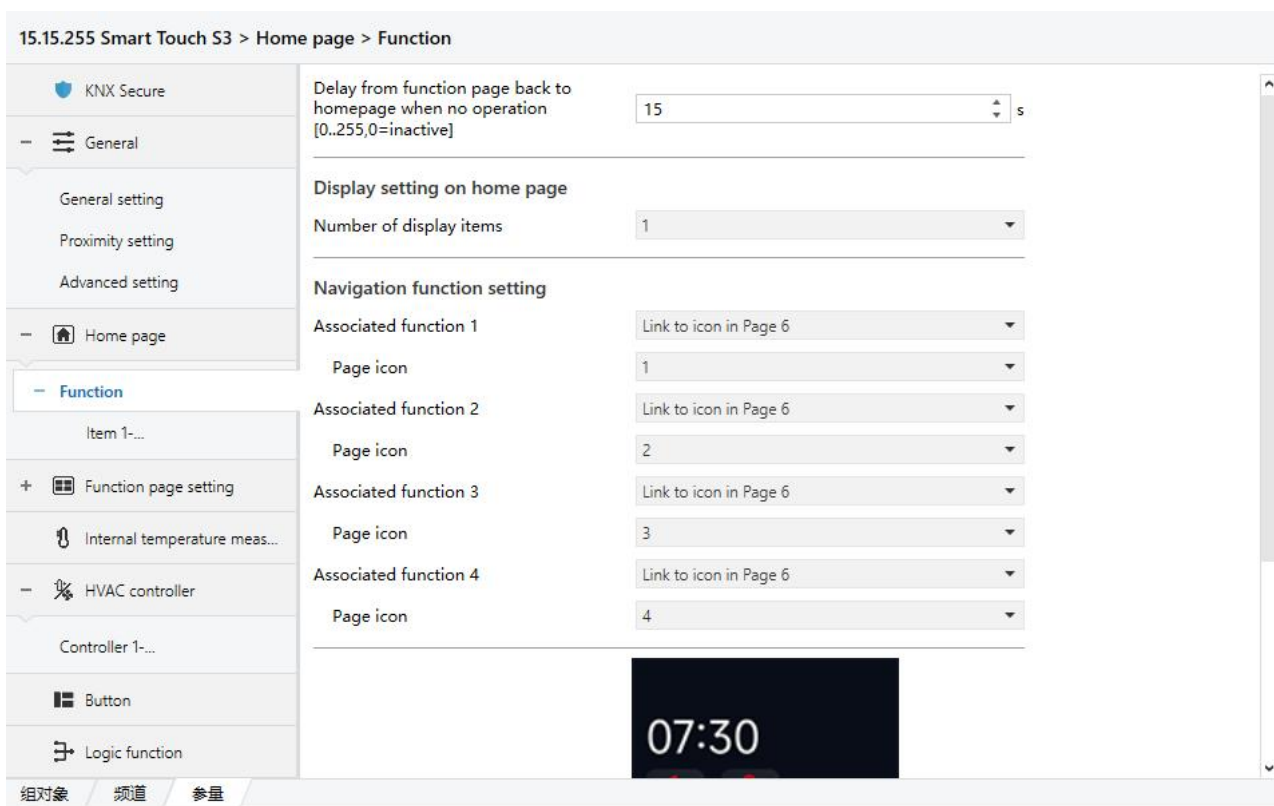 15.15.255 Smart Touch S3 > Home page > Function
KNX Secure
General
General setting
Proximity setting
Advanced setting
Home page
Function
Item 1-...
Function page setting
Internal temperature meas...
HVAC controller
Controller 1-...
Button
Logic function
Delay from function page back to
homepage when no operation
[0..255,0=inactive]
15
s
Display setting on home page
Number of display items
1
Navigation function setting
Associated function 1
Link to icon in Page 6
Page icon
1
Associated function 2
Link to icon in Page 6
Page icon
2
Associated function 3
Link to icon in Page 6
Page icon
3
Associated function 4
Link to icon in Page 6
Page icon
4
07:30
组对象
频道
参量